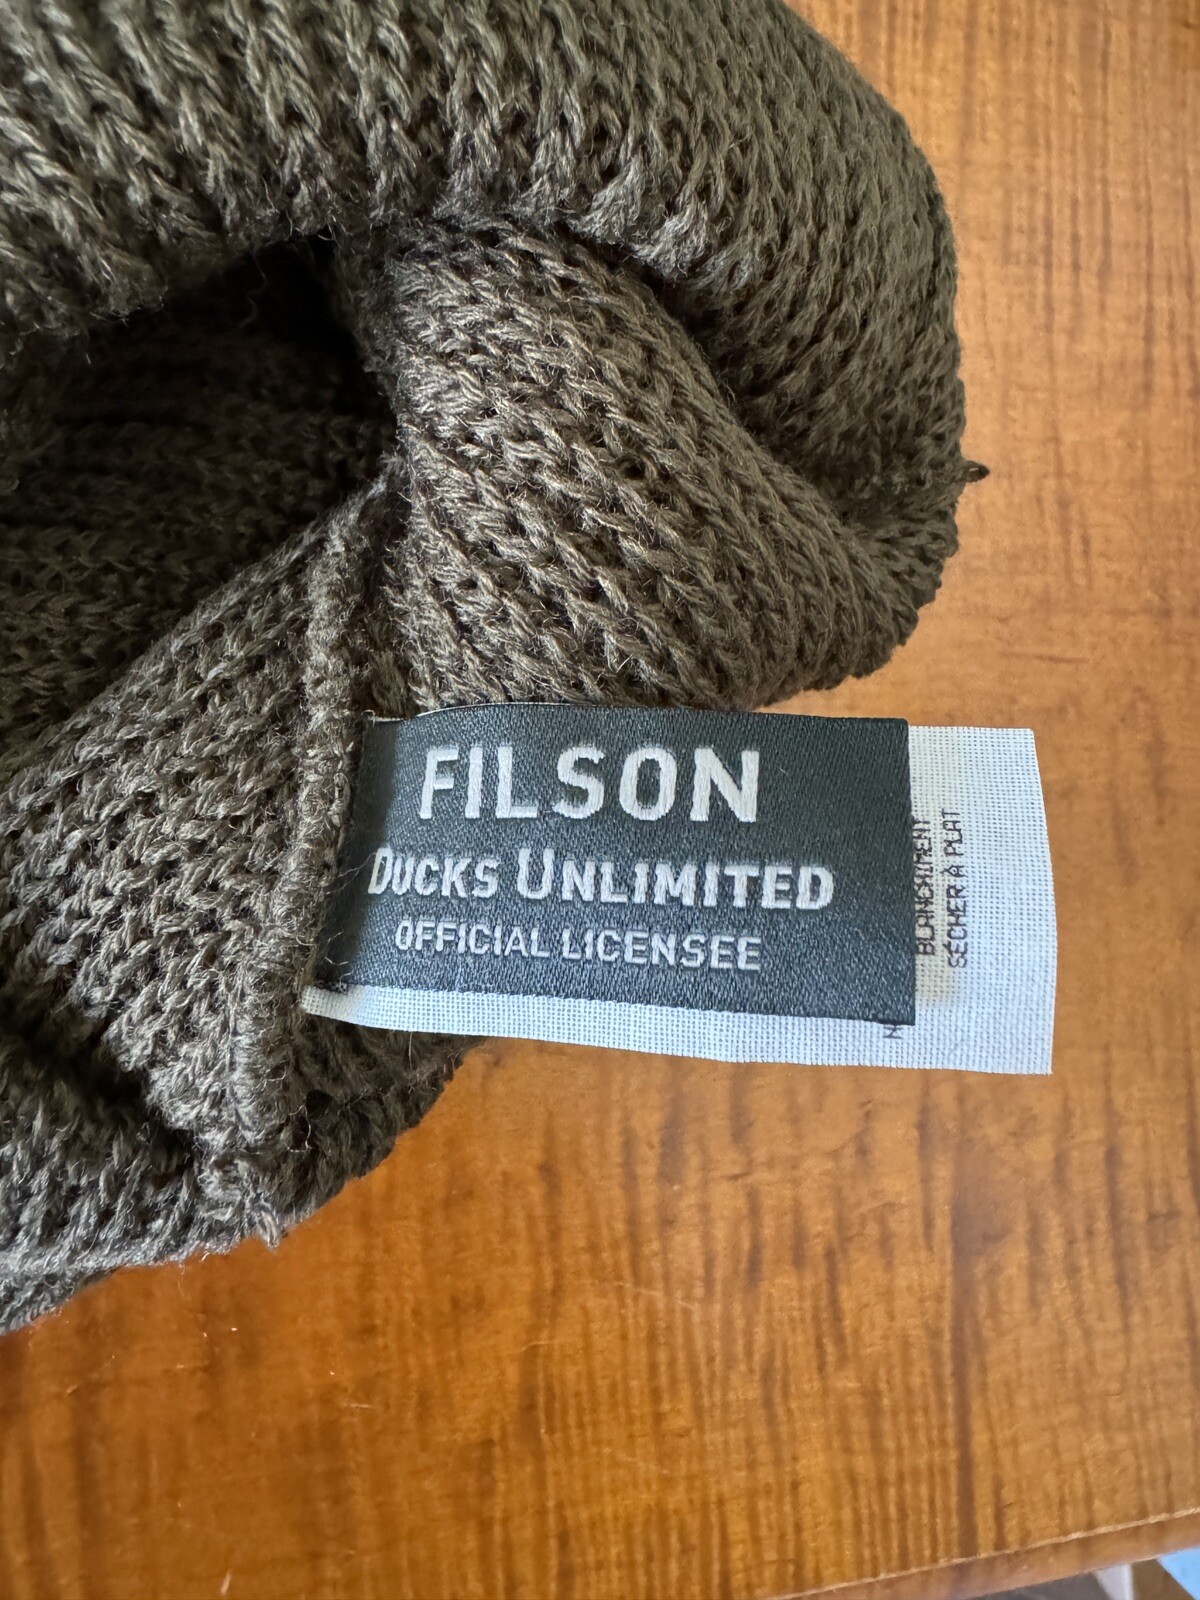 FILSON
DUCKS UNLIMITED
OFFICIAL LICENSEE
BLANCHIMENT
SÉCHER À PLAT